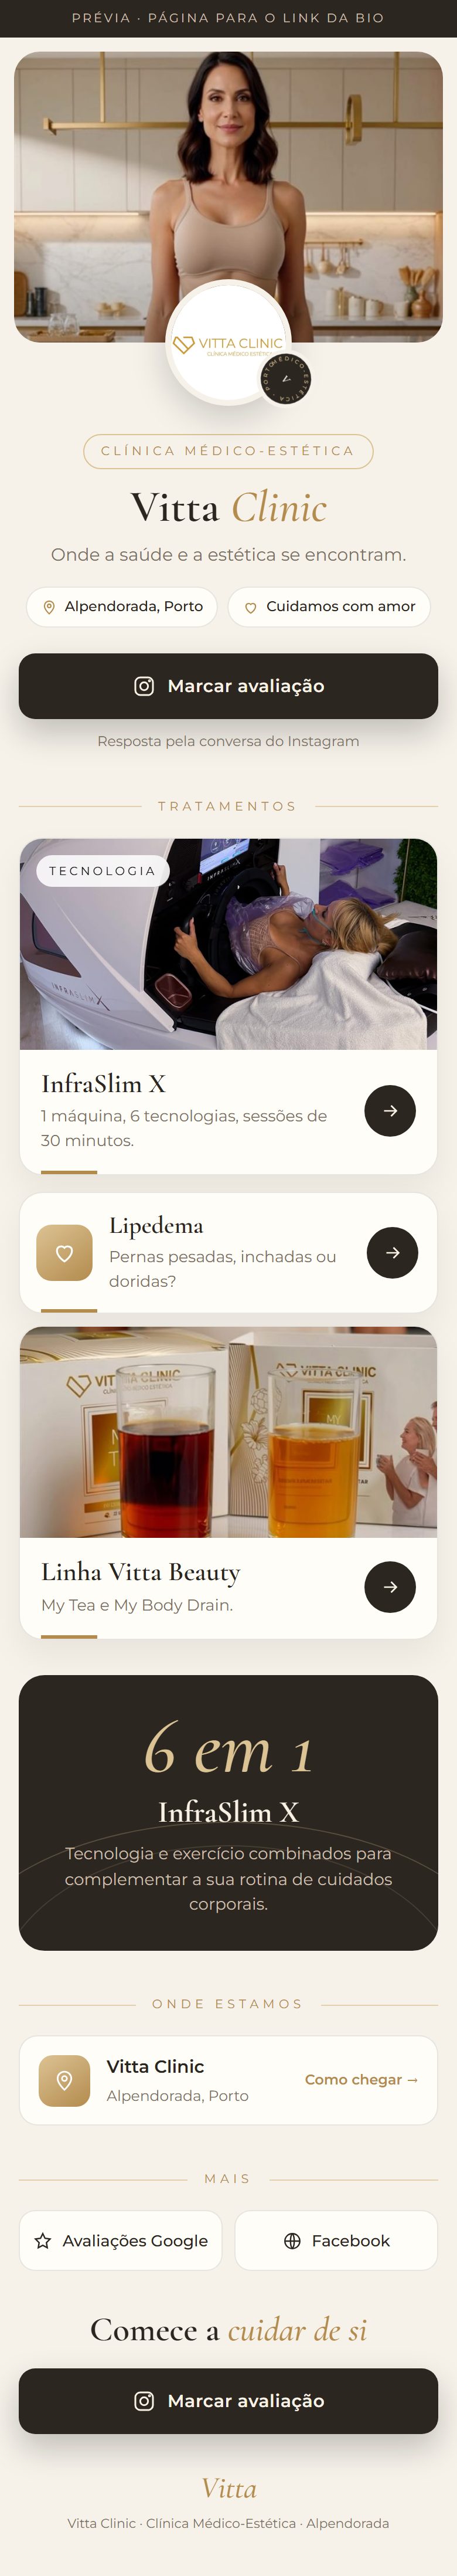 PRÉVIA · PÁGINA PARA O LINK DA BIO
VITTA CLINIC
CLÍNICA MÉDICO ESTÉTICA
CLÍNICA MÉDICO-ESTÉTICA
Vitta Clinic
Onde a saúde e a estética se encontram.
Alpendorada, Porto
Cuidamos com amor
Marcar avaliação
Resposta pela conversa do Instagram
TRATAMENTOS
TECNOLOGIA
INFRASLIM X
InfraSlim X
1 máquina, 6 tecnologias, sessões de
30 minutos.
Lipedema
Pernas pesadas, inchadas ou
doridas?
VITTA CLINIC
VITTA CLINIC
MY
Linha Vitta Beauty
My Tea e My Body Drain.
6 em 1
InfraSlim X
Tecnologia e exercício combinados para
complementar a sua rotina de cuidados
corporais.
ONDE ESTAMOS
Vitta Clinic
Alpendorada, Porto
Como chegar →
MAIS
Avaliações Google
Facebook
Comece a cuidar de si
Marcar avaliação
Vitta
Vitta Clinic · Clínica Médico-Estética · Alpendorada